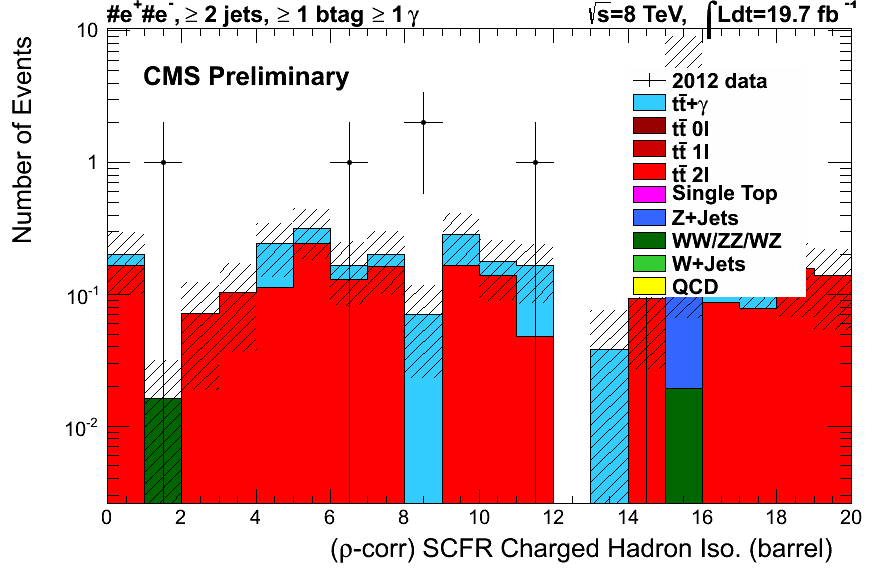 #e⁺#e⁻, ≥ 2 jets, ≥ 1 btag ≥ 1 γ
√s=8 TeV, ∫Ldt=19.7 fb⁻¹
CMS Preliminary
2012 data
tt̄+γ
tt̄ 0l
tt̄ 1l
tt̄ 2l
Single Top
Z+Jets
WW/ZZ/WZ
W+Jets
QCD
Number of Events
10
1
10⁻¹
10⁻²
0 2 4 6 8 10 12 14 16 18 20
(ρ-corr) SCFR Charged Hadron Iso. (barrel)